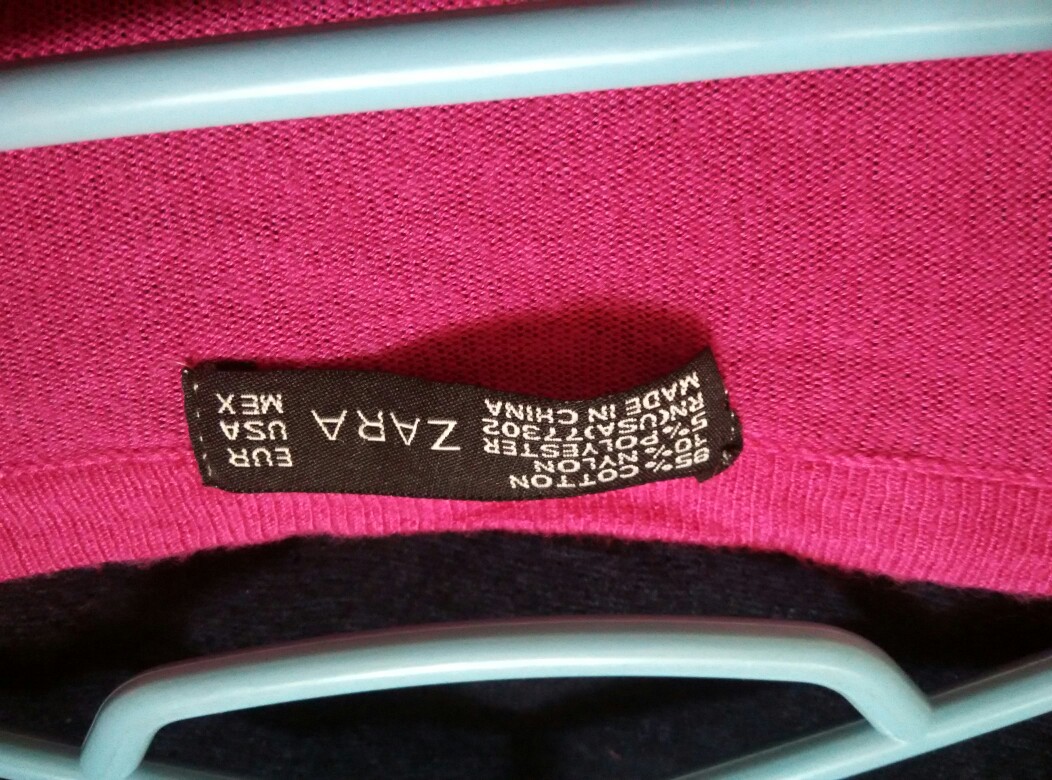 85% COTTON
10% NYLON
5% POLYESTER
RN(USA)77302
MADE IN CHINA
ZARA
EUR
USA
MEX